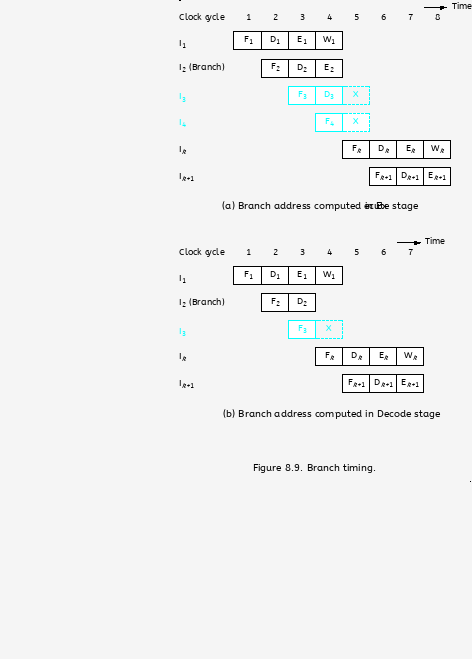 Time
Clock cycle 1 2 3 4 5 6 7 8
I1 F1 D1 E1 W1
I2 (Branch) F2 D2 E2
I3 F3 D3 X
I4 F4 X
Ik Fk Dk Ek Wk
Ik+1 Fk+1 Dk+1 Ek+1
(a) Branch address computed in stage
Time
Clock cycle 1 2 3 4 5 6 7
I1 F1 D1 E1 W1
I2 (Branch) F2 D2
I3 F3 X
Ik Fk Dk Ek Wk
Ik+1 Fk+1 Dk+1 Ek+1
(b) Branch address computed in Decode stage
Figure 8.9. Branch timing.